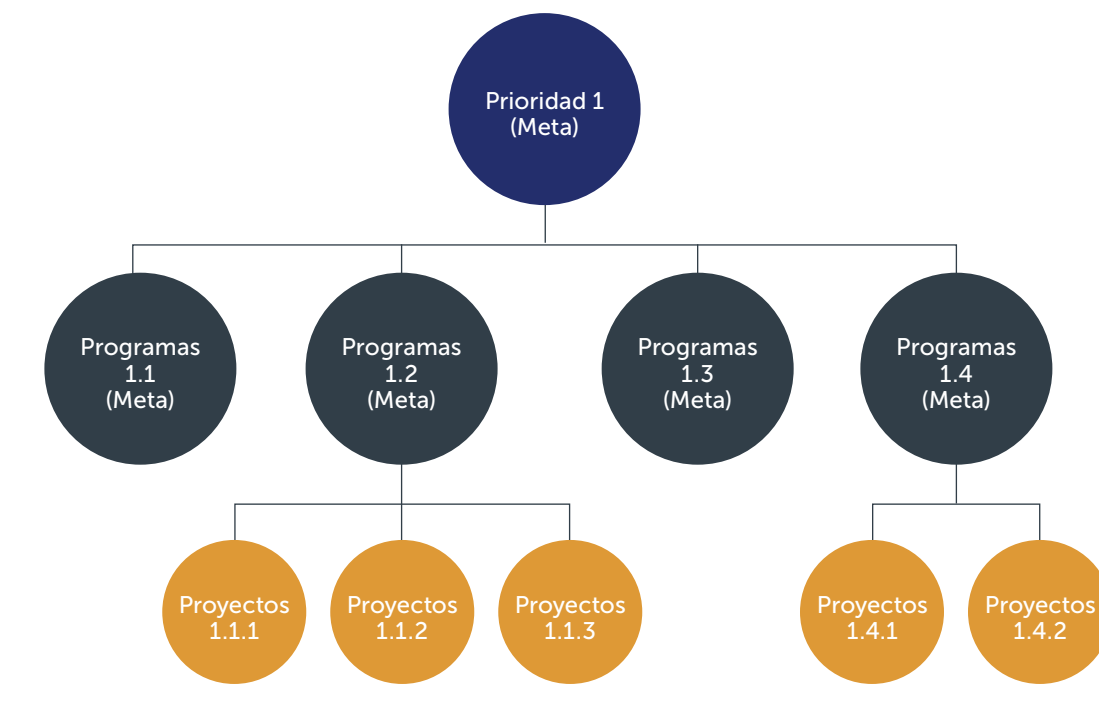 Prioridad 1
(Meta)
Programas
1.1
(Meta)
Programas
1.2
(Meta)
Programas
1.3
(Meta)
Programas
1.4
(Meta)
Proyectos
1.1.1
Proyectos
1.1.2
Proyectos
1.1.3
Proyectos
1.4.1
Proyectos
1.4.2